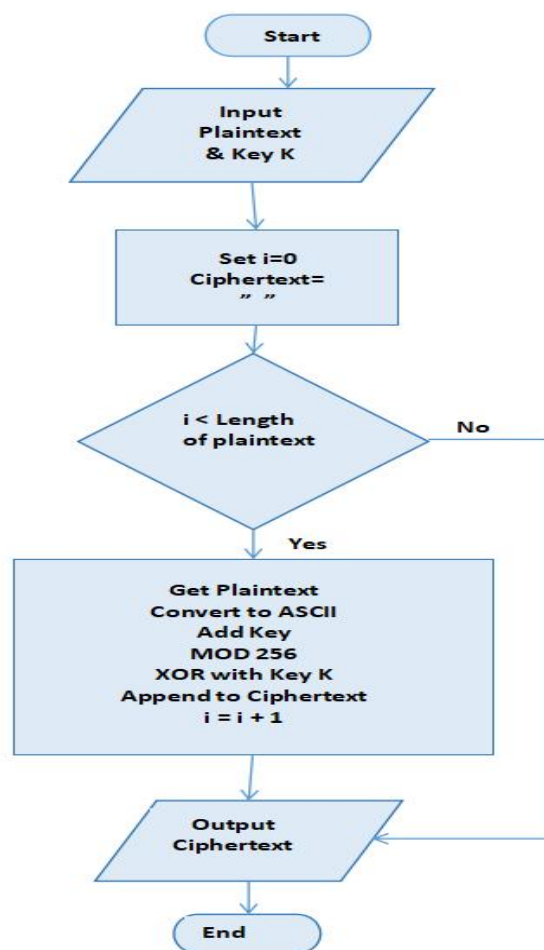 Start
Input
Plaintext
& Key K
Set i=0
Ciphertext=
” ”
i < Length
of plaintext
No
Yes
Get Plaintext
Convert to ASCII
Add Key
MOD 256
XOR with Key K
Append to Ciphertext
i = i + 1
Output
Ciphertext
End